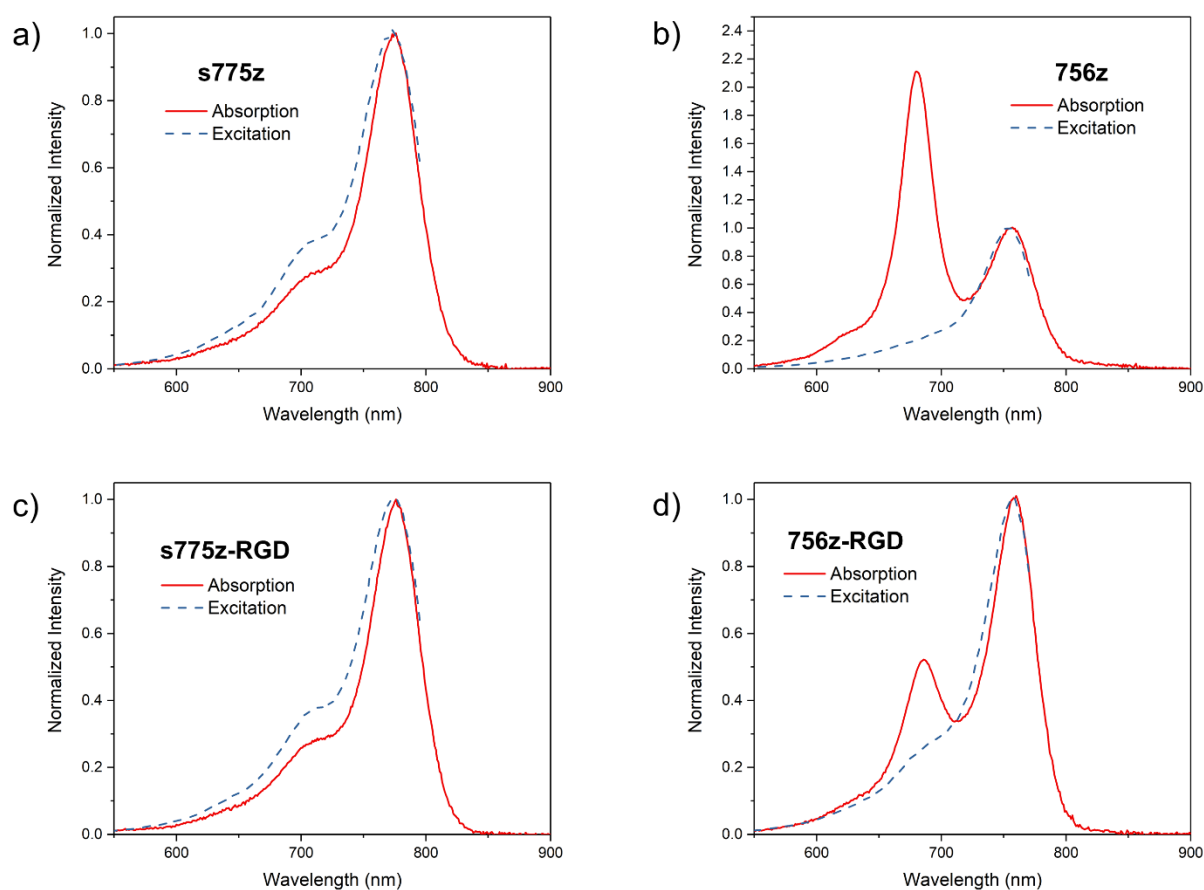 a)
s775z
Absorption
Excitation
Normalized Intensity
1.0
0.8
0.6
0.4
0.2
0.0
600 700 800 900
Wavelength (nm)
b)
756z
Absorption
Excitation
Normalized Intensity
2.4
2.2
2.0
1.8
1.6
1.4
1.2
1.0
0.8
0.6
0.4
0.2
0.0
600 700 800 900
Wavelength (nm)
c)
s775z-RGD
Absorption
Excitation
Normalized Intensity
1.0
0.8
0.6
0.4
0.2
0.0
600 700 800 900
Wavelength (nm)
d)
756z-RGD
Absorption
Excitation
Normalized Intensity
1.0
0.8
0.6
0.4
0.2
0.0
600 700 800 900
Wavelength (nm)